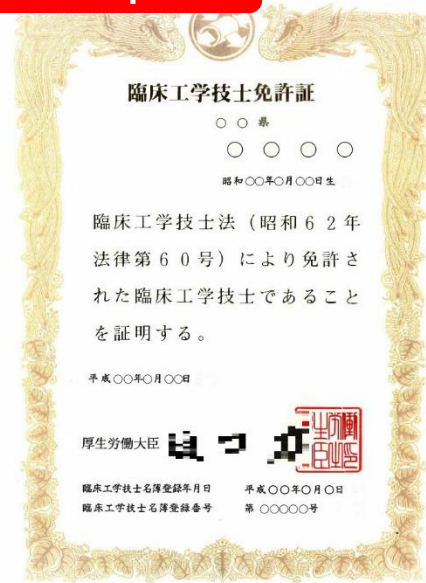 臨床工学技士免許証
○○県
○○○○
昭和○○年○月○○日生
臨床工学技士法（昭和62年
法律第60号）により免許さ
れた臨床工学技士であること
を証明する。
平成○○年○月○○日
厚生労働大臣
臨床工学技士名簿登録年月日 平成○○年○月○日
臨床工学技士名簿登録番号 第○○○○○号